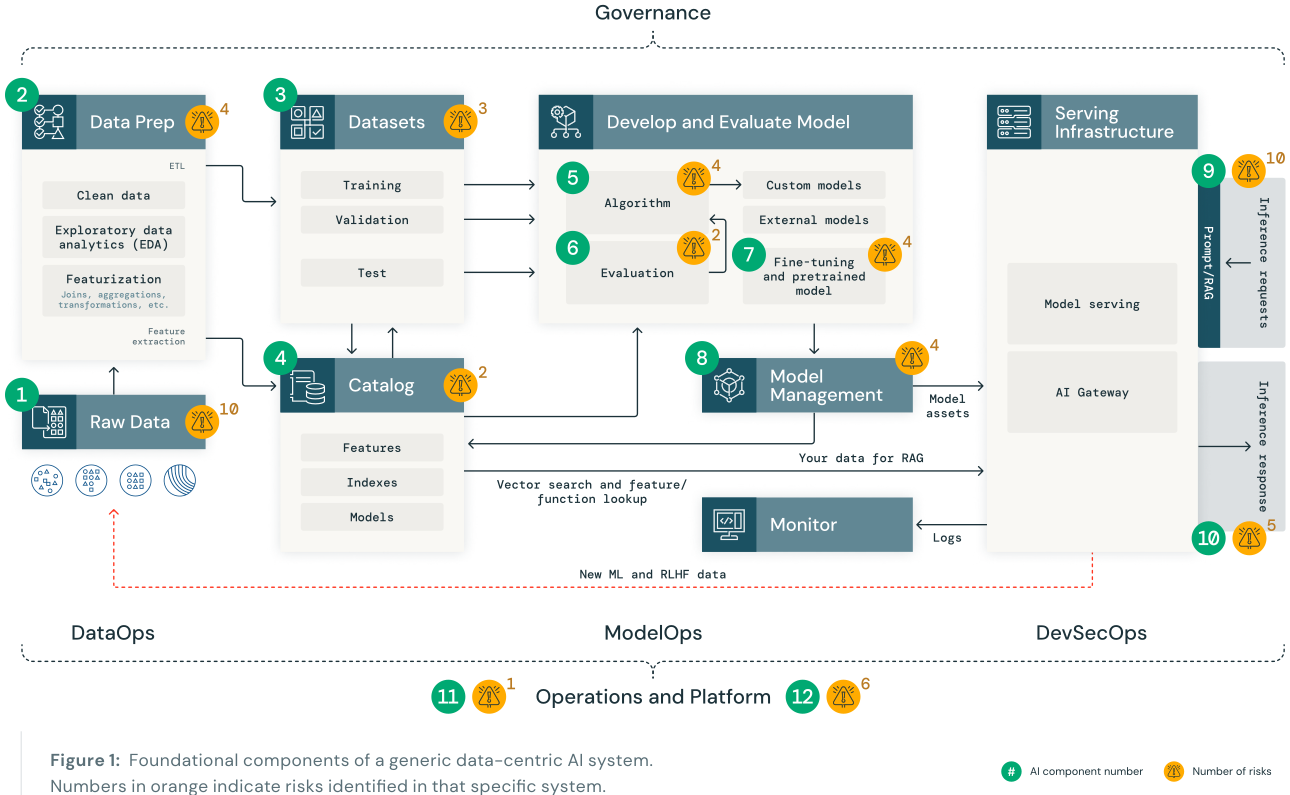 Governance
2
Data Prep
4
ETL
Clean data
Exploratory data
analytics (EDA)
Featurization
Joins, aggregations,
transformations, etc.
Feature
extraction
1
Raw Data
10
3
Datasets
3
Training
Validation
Test
4
Catalog
2
Features
Indexes
Models
Develop and Evaluate Model
5
4
Algorithm
6
2
Evaluation
Custom models
External models
7
4
Fine-tuning
and pretrained
model
8
4
Model
Management
Model
assets
Your data for RAG
Vector search and feature/
function lookup
Monitor
Logs
Serving
Infrastructure
Model serving
AI Gateway
9
10
Prompt/RAG
Inference requests
Inference response
10
5
New ML and RLHF data
DataOps
ModelOps
DevSecOps
11
1
Operations and Platform
12
6
Figure 1: Foundational components of a generic data-centric AI system.
Numbers in orange indicate risks identified in that specific system.
# AI component number
Number of risks